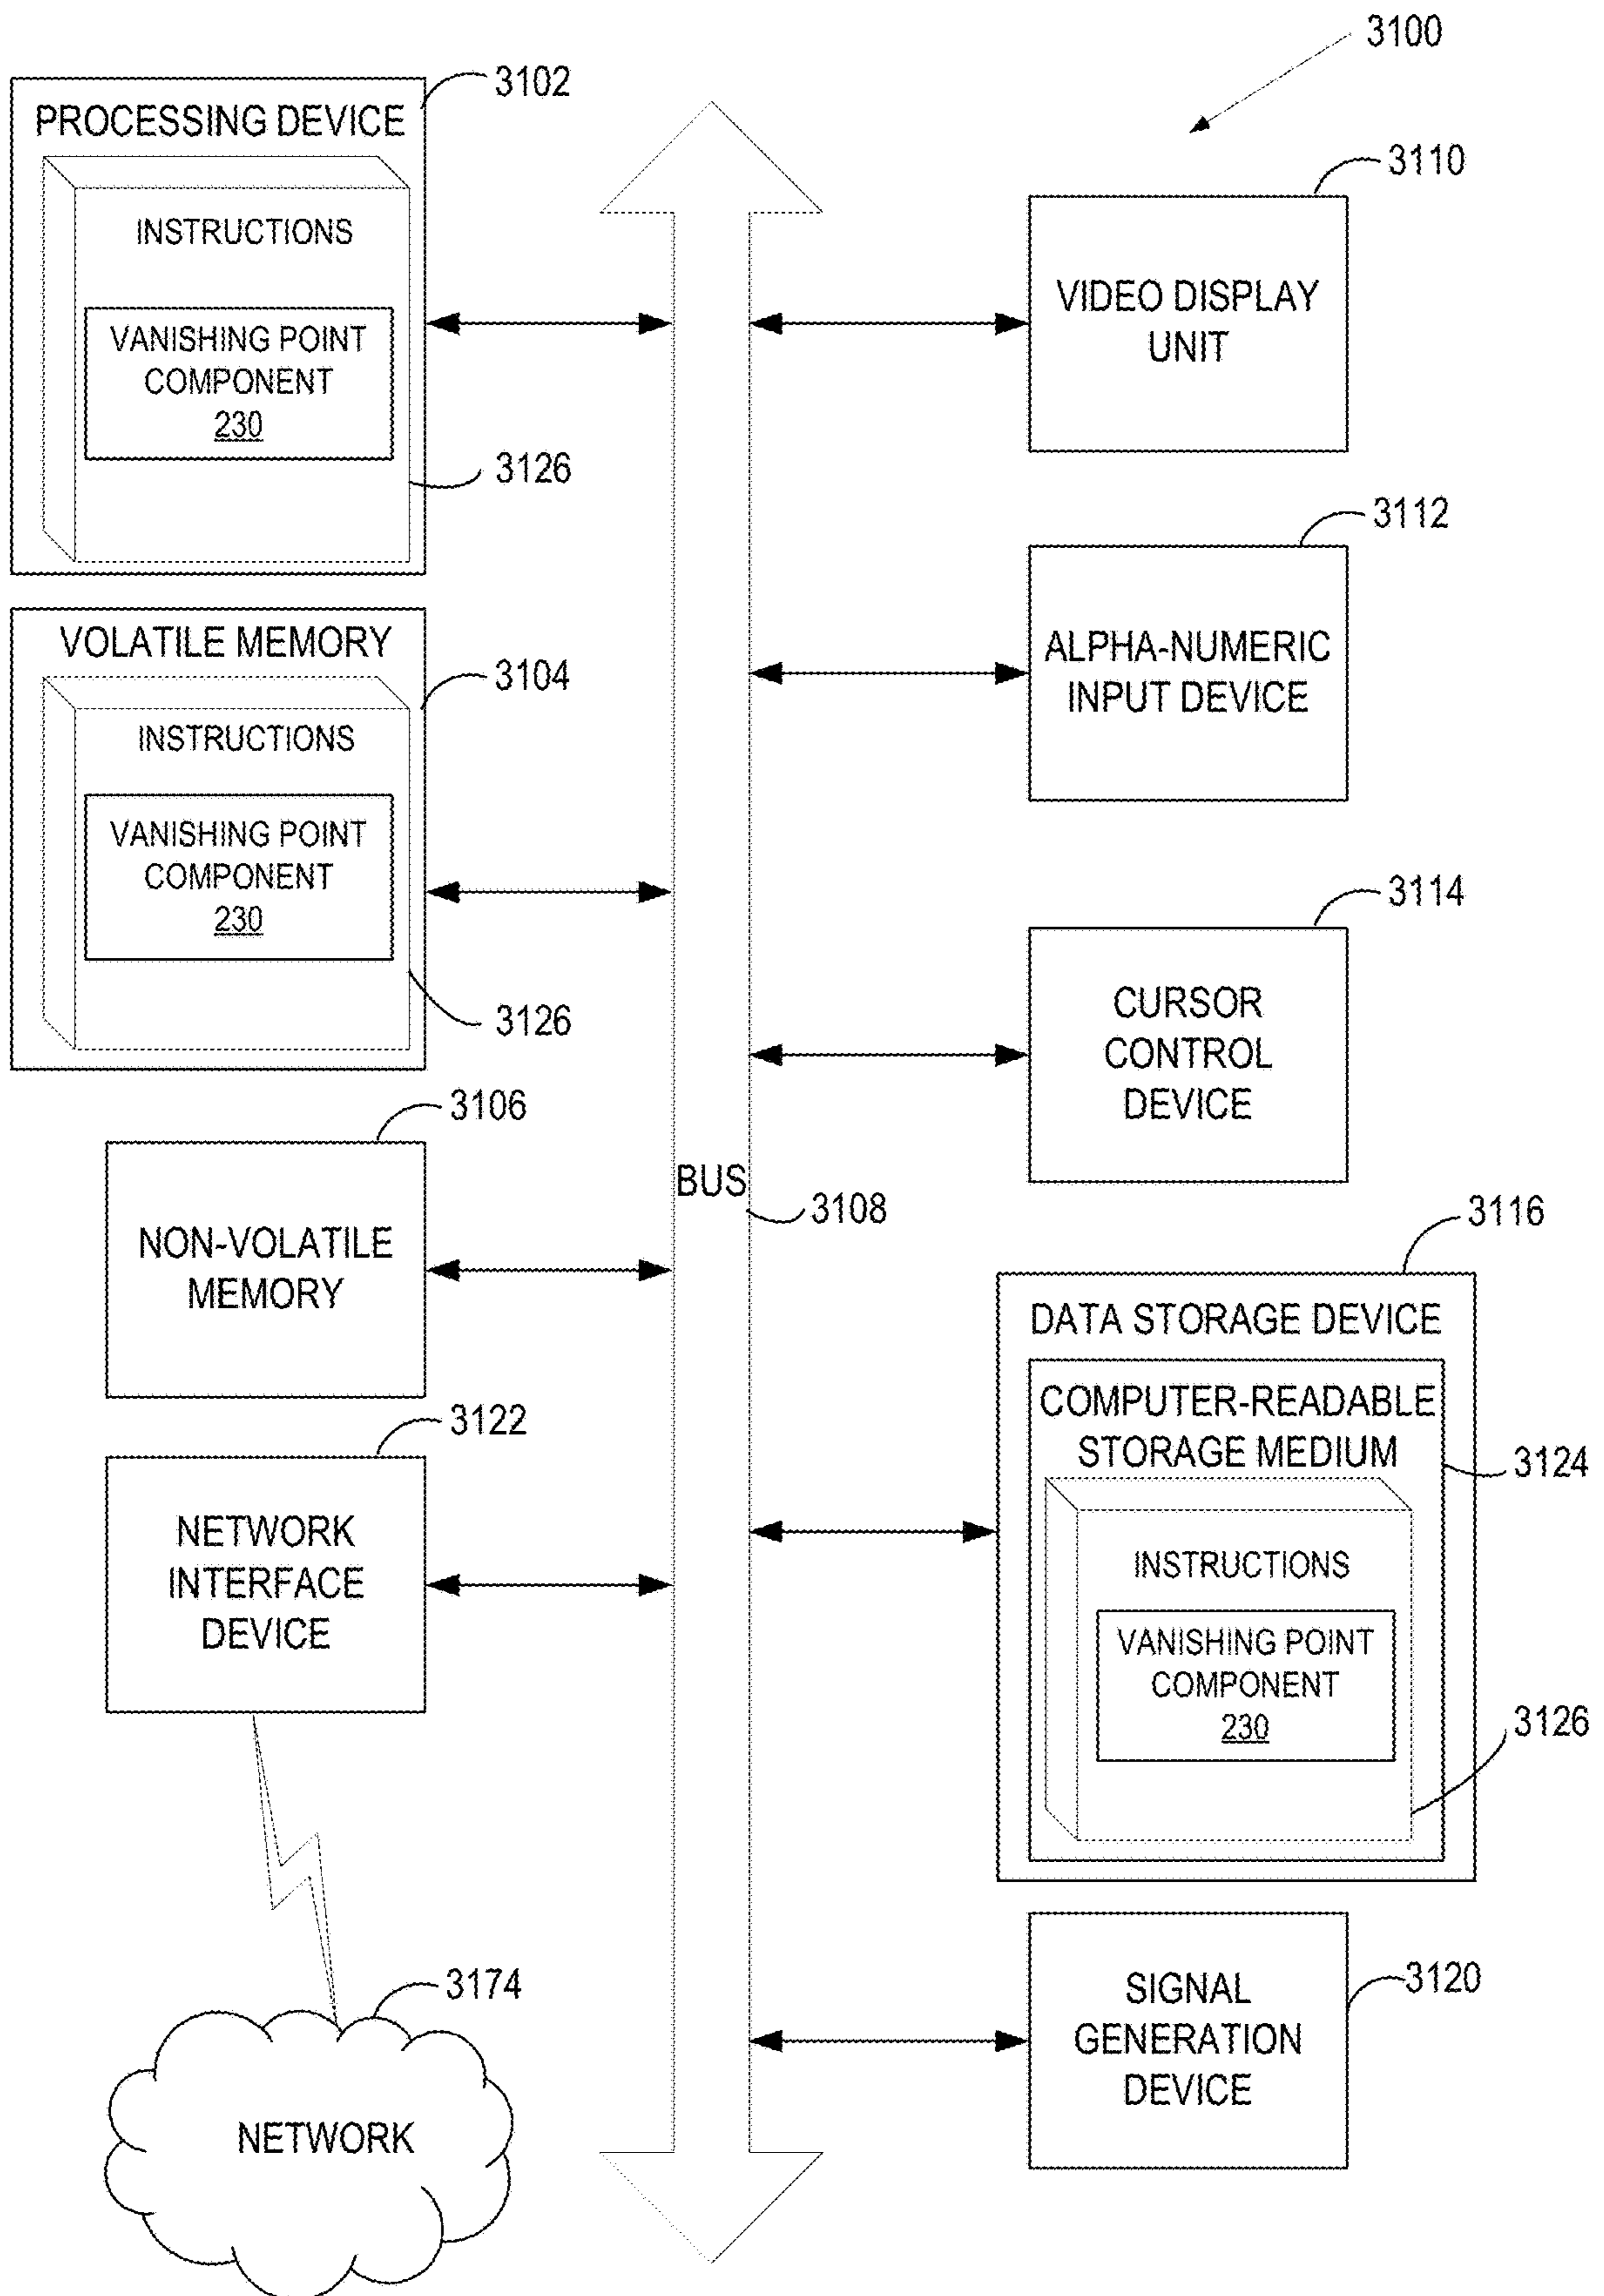 3100
3102
PROCESSING DEVICE
INSTRUCTIONS
VANISHING POINT
COMPONENT
230
3126
VOLATILE MEMORY
3104
INSTRUCTIONS
VANISHING POINT
COMPONENT
230
3126
3106
NON-VOLATILE
MEMORY
3122
NETWORK
INTERFACE
DEVICE
3174
NETWORK
BUS
3108
3110
VIDEO DISPLAY
UNIT
3112
ALPHA-NUMERIC
INPUT DEVICE
3114
CURSOR
CONTROL
DEVICE
3116
DATA STORAGE DEVICE
COMPUTER-READABLE
STORAGE MEDIUM
3124
INSTRUCTIONS
VANISHING POINT
COMPONENT
230
3126
3120
SIGNAL
GENERATION
DEVICE